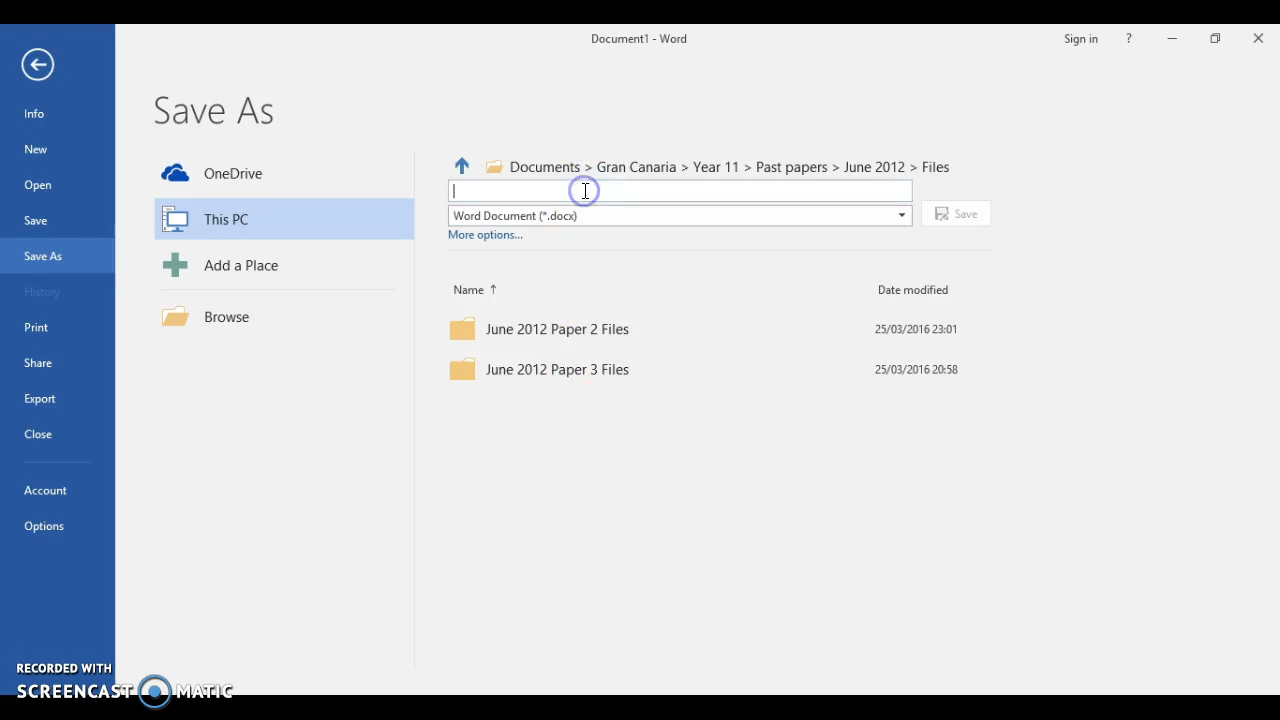 Document1 - Word
Sign in ?
Info
New
Open
Save
Save As
History
Print
Share
Export
Close
Account
Options
Save As
OneDrive
This PC
Add a Place
Browse
Documents > Gran Canaria > Year 11 > Past papers > June 2012 > Files
Word Document (*.docx)
Save
More options...
Name Date modified
June 2012 Paper 2 Files 25/03/2016 23:01
June 2012 Paper 3 Files 25/03/2016 20:58
RECORDED WITH
SCREENCAST MATIC